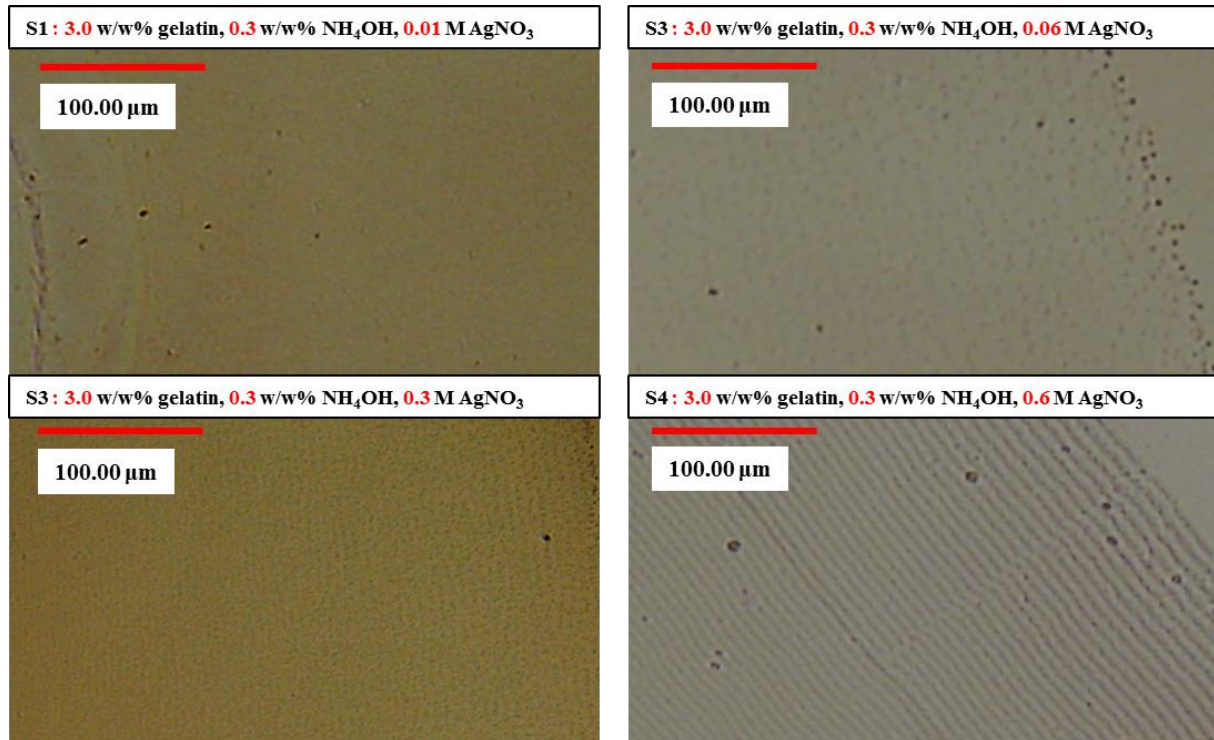 S1 : 3.0 w/w% gelatin, 0.3 w/w% NH₄OH, 0.01 M AgNO₃
100.00 µm
S3 : 3.0 w/w% gelatin, 0.3 w/w% NH₄OH, 0.06 M AgNO₃
100.00 µm
S3 : 3.0 w/w% gelatin, 0.3 w/w% NH₄OH, 0.3 M AgNO₃
100.00 µm
S4 : 3.0 w/w% gelatin, 0.3 w/w% NH₄OH, 0.6 M AgNO₃
100.00 µm